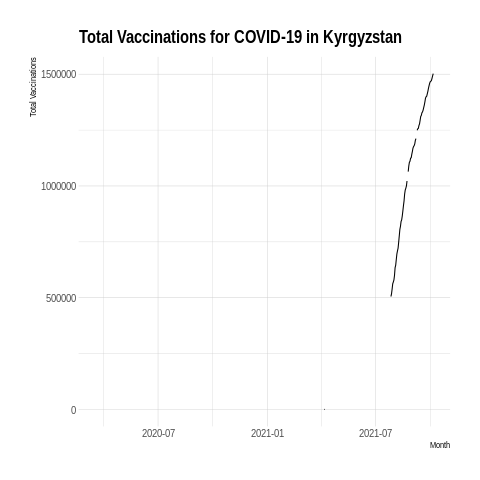 Total Vaccinations for COVID-19 in Kyrgyzstan
Total Vaccinations
1500000
1000000
500000
0
2020-07 2021-01 2021-07
Month